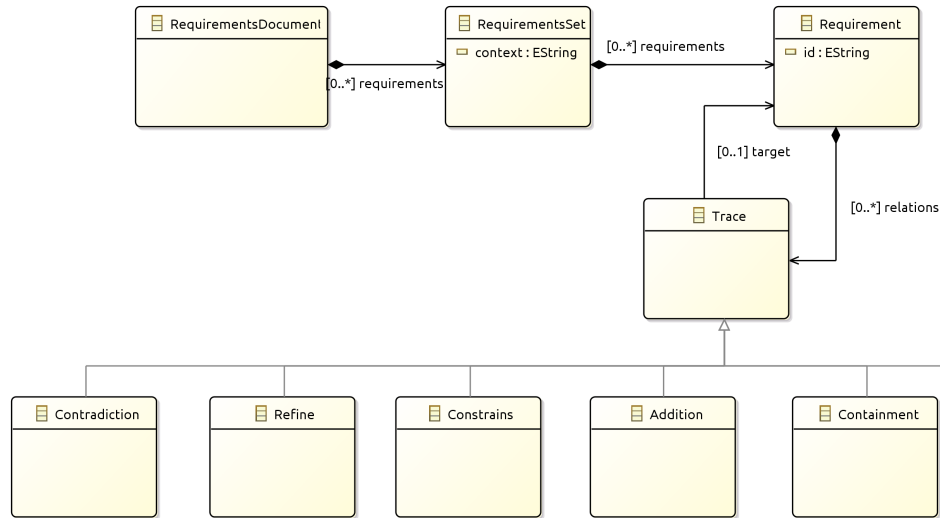 RequirementsDocument
RequirementsSet
context : EString
Requirement
id : EString
[0..*] requirements
[0..*] requirements
[0..1] target
[0..*] relations
Trace
Contradiction
Refine
Constrains
Addition
Containment